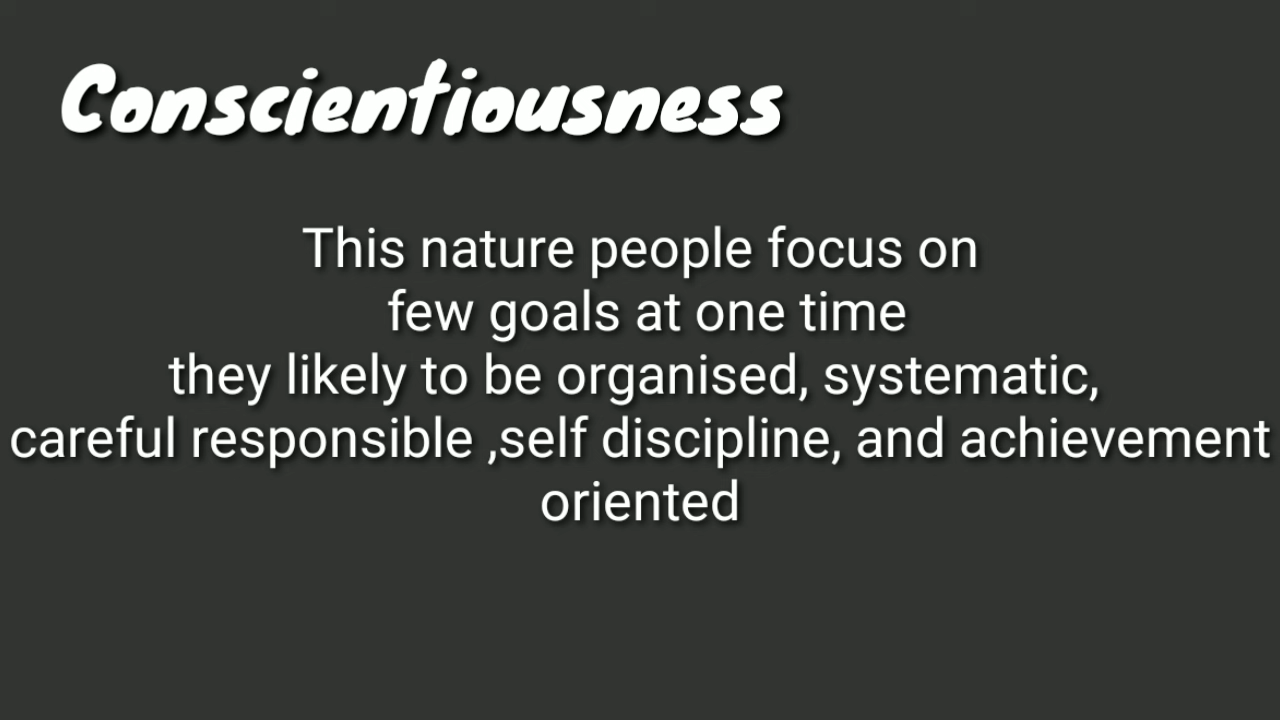 Conscientiousness
This nature people focus on
few goals at one time
they likely to be organised, systematic,
careful responsible ,self discipline, and achievement
oriented